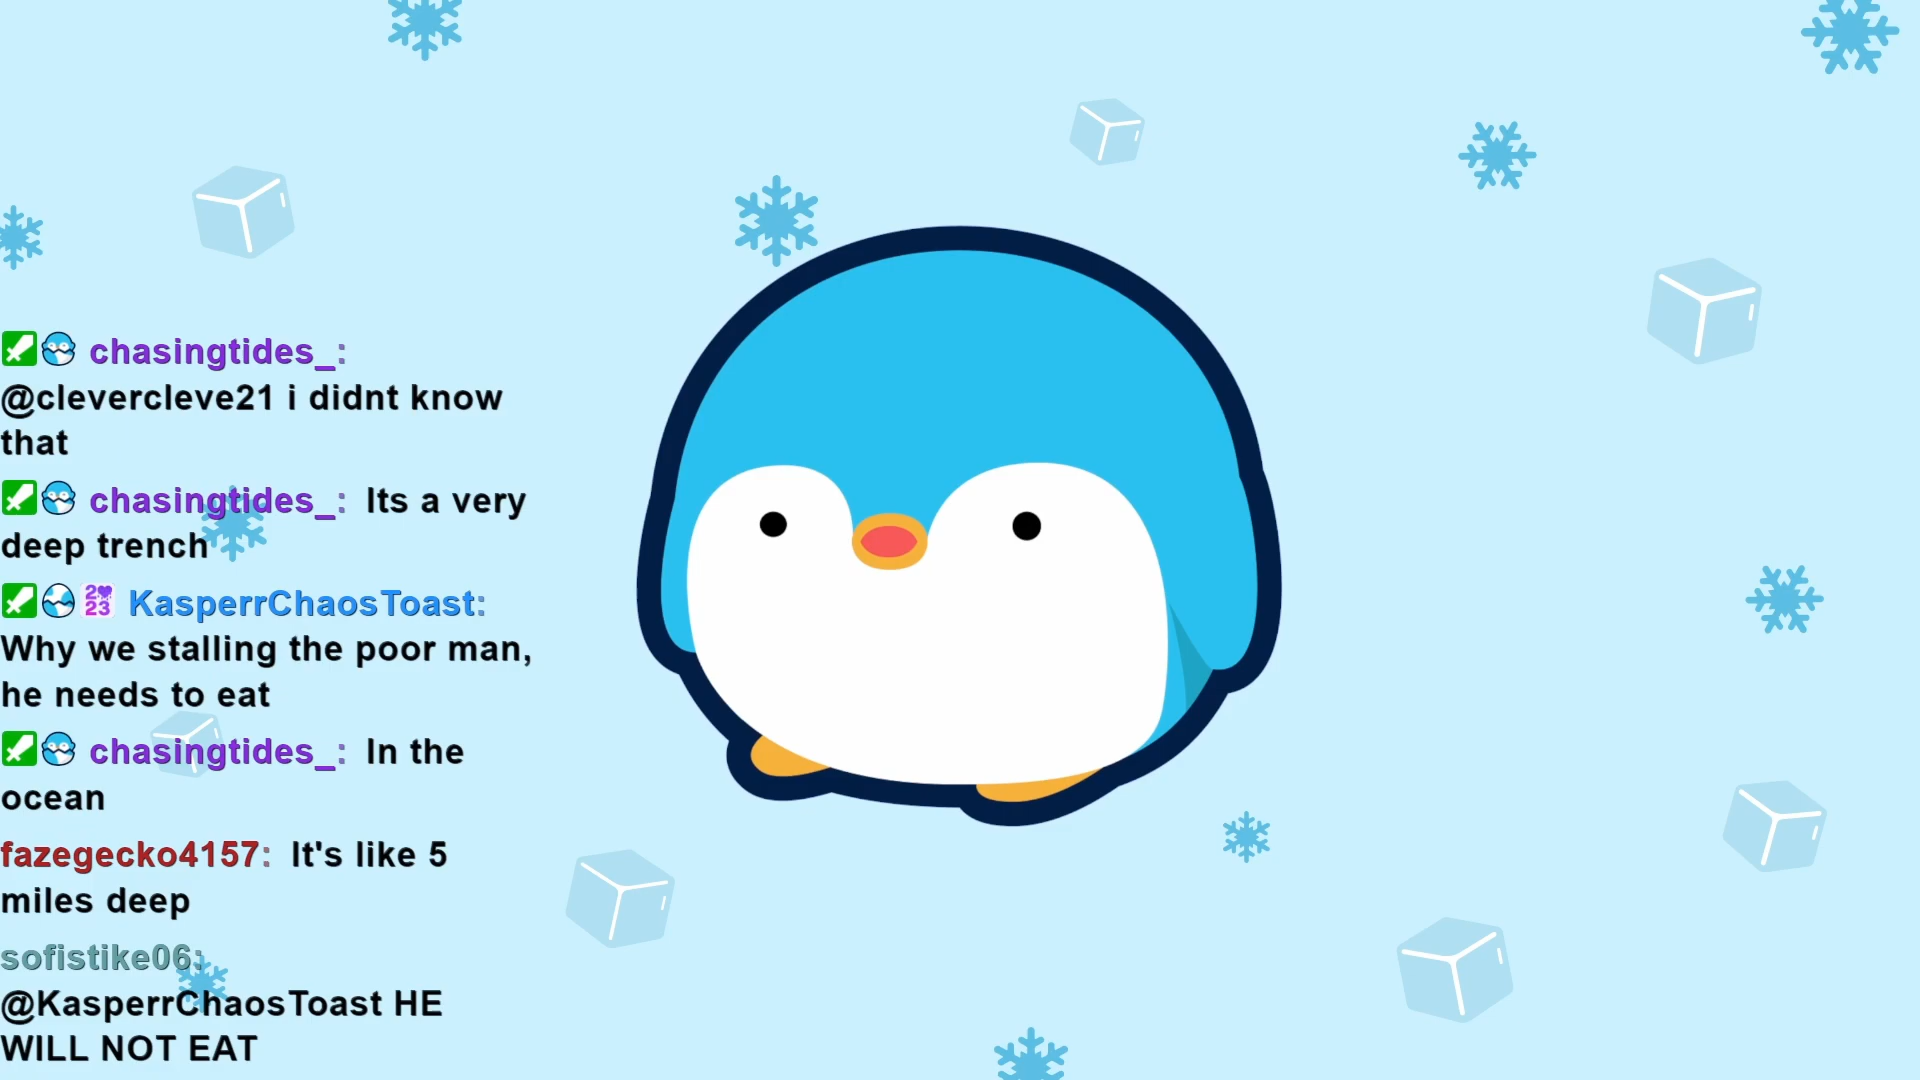 chasingtides_:
@clevercleve21 i didnt know
that
chasingtides_: Its a very
deep trench
2023 KasperrChaosToast:
Why we stalling the poor man,
he needs to eat
chasingtides_: In the
ocean
fazegecko4157: It's like 5
miles deep
sofistike06:
@KasperrChaosToast HE
WILL NOT EAT